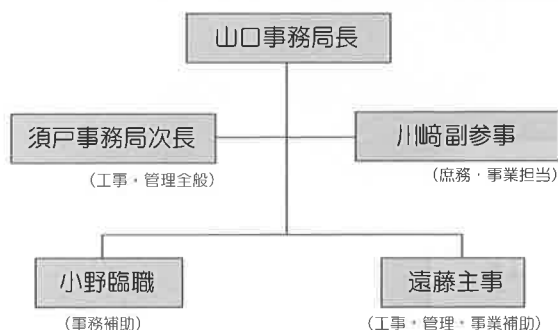 山口事務局長
須戸事務局次長
川﨑副参事
(工事・管理全般)
(庶務・事業担当)
小野臨職
遠藤主事
(事務補助)
(工事・管理・事業補助)